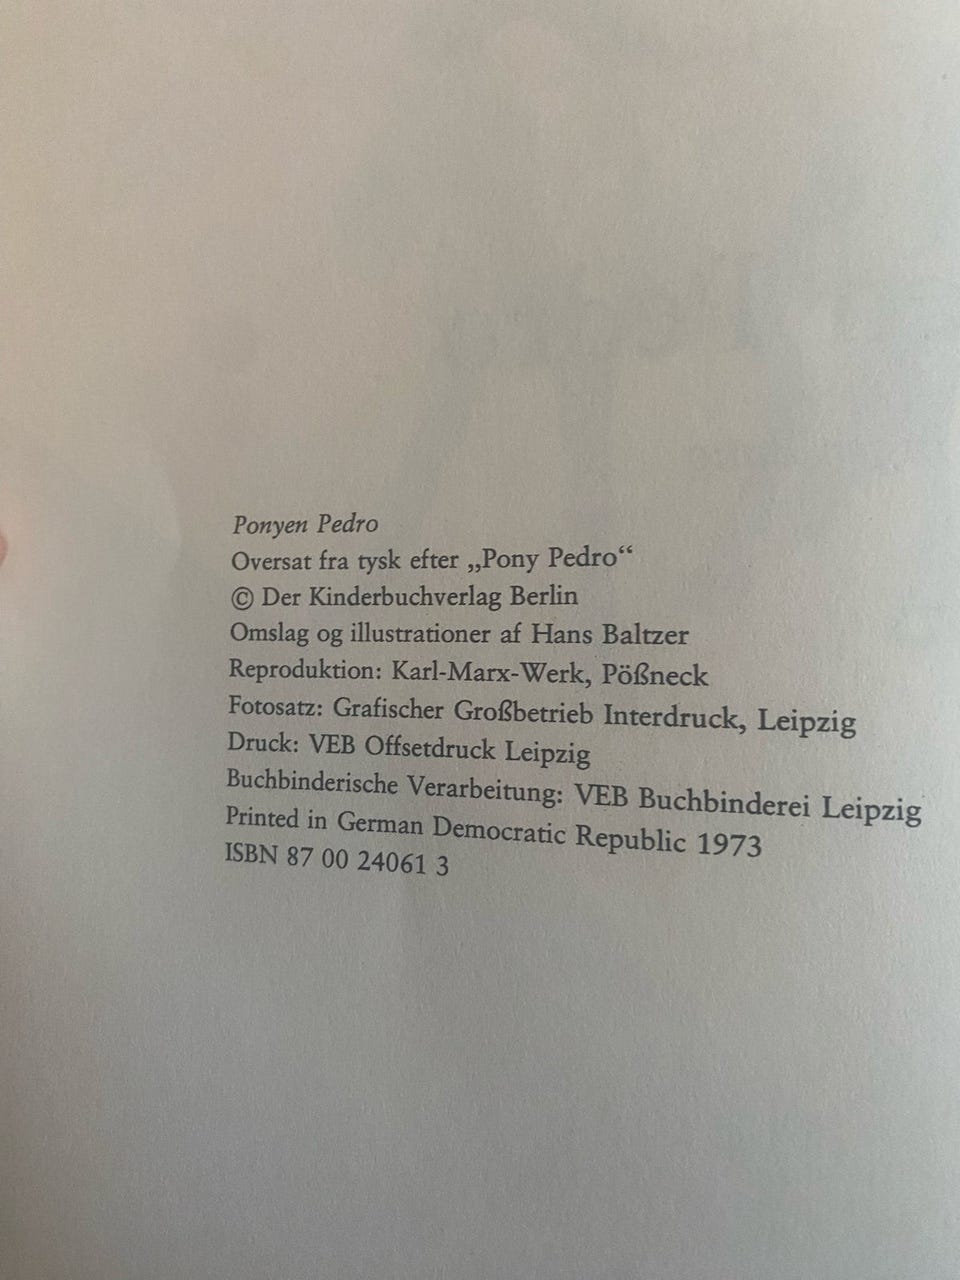 Ponyen Pedro
Oversat fra tysk efter „Pony Pedro“
© Der Kinderbuchverlag Berlin
Omslag og illustrationer af Hans Baltzer
Reproduktion: Karl-Marx-Werk, Pößneck
Fotosatz: Grafischer Großbetrieb Interdruck, Leipzig
Druck: VEB Offsetdruck Leipzig
Buchbinderische Verarbeitung: VEB Buchbinderei Leipzig
Printed in German Democratic Republic 1973
ISBN 87 00 24061 3